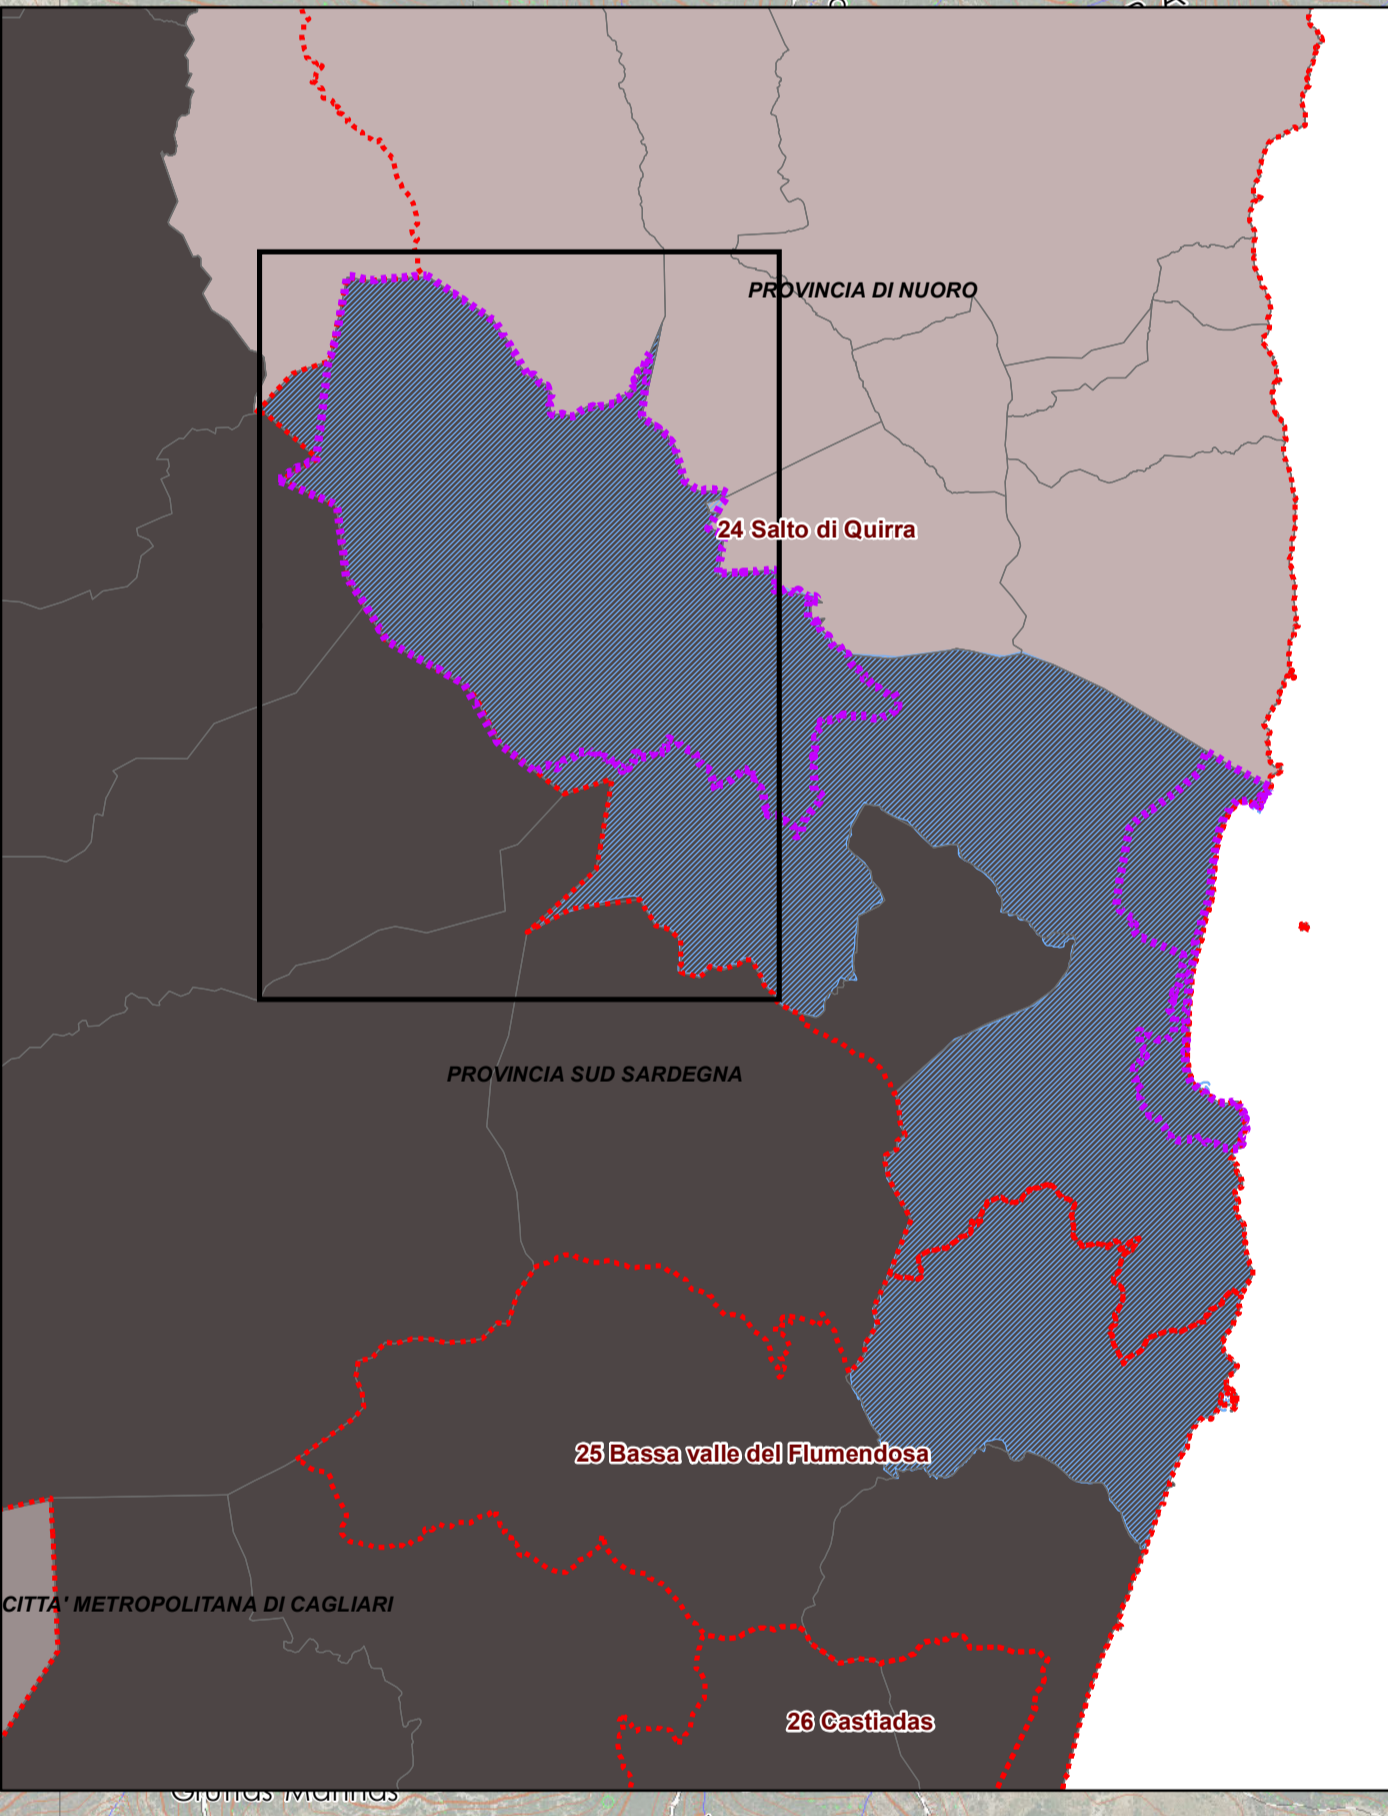 PROVINCIA DI NUORO
24 Salto di Quirra
PROVINCIA SUD SARDEGNA
25 Bassa valle del Flumendosa
CITTA' METROPOLITANA DI CAGLIARI
26 Castiadas